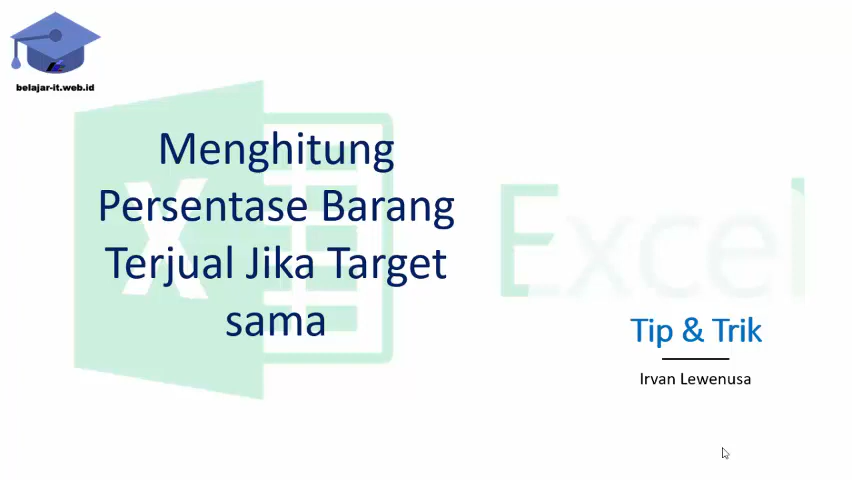 belajar-it.web.id
Menghitung
Persentase Barang
Terjual Jika Target
sama
Excel
Tip & Trik
Irvan Lewenusa